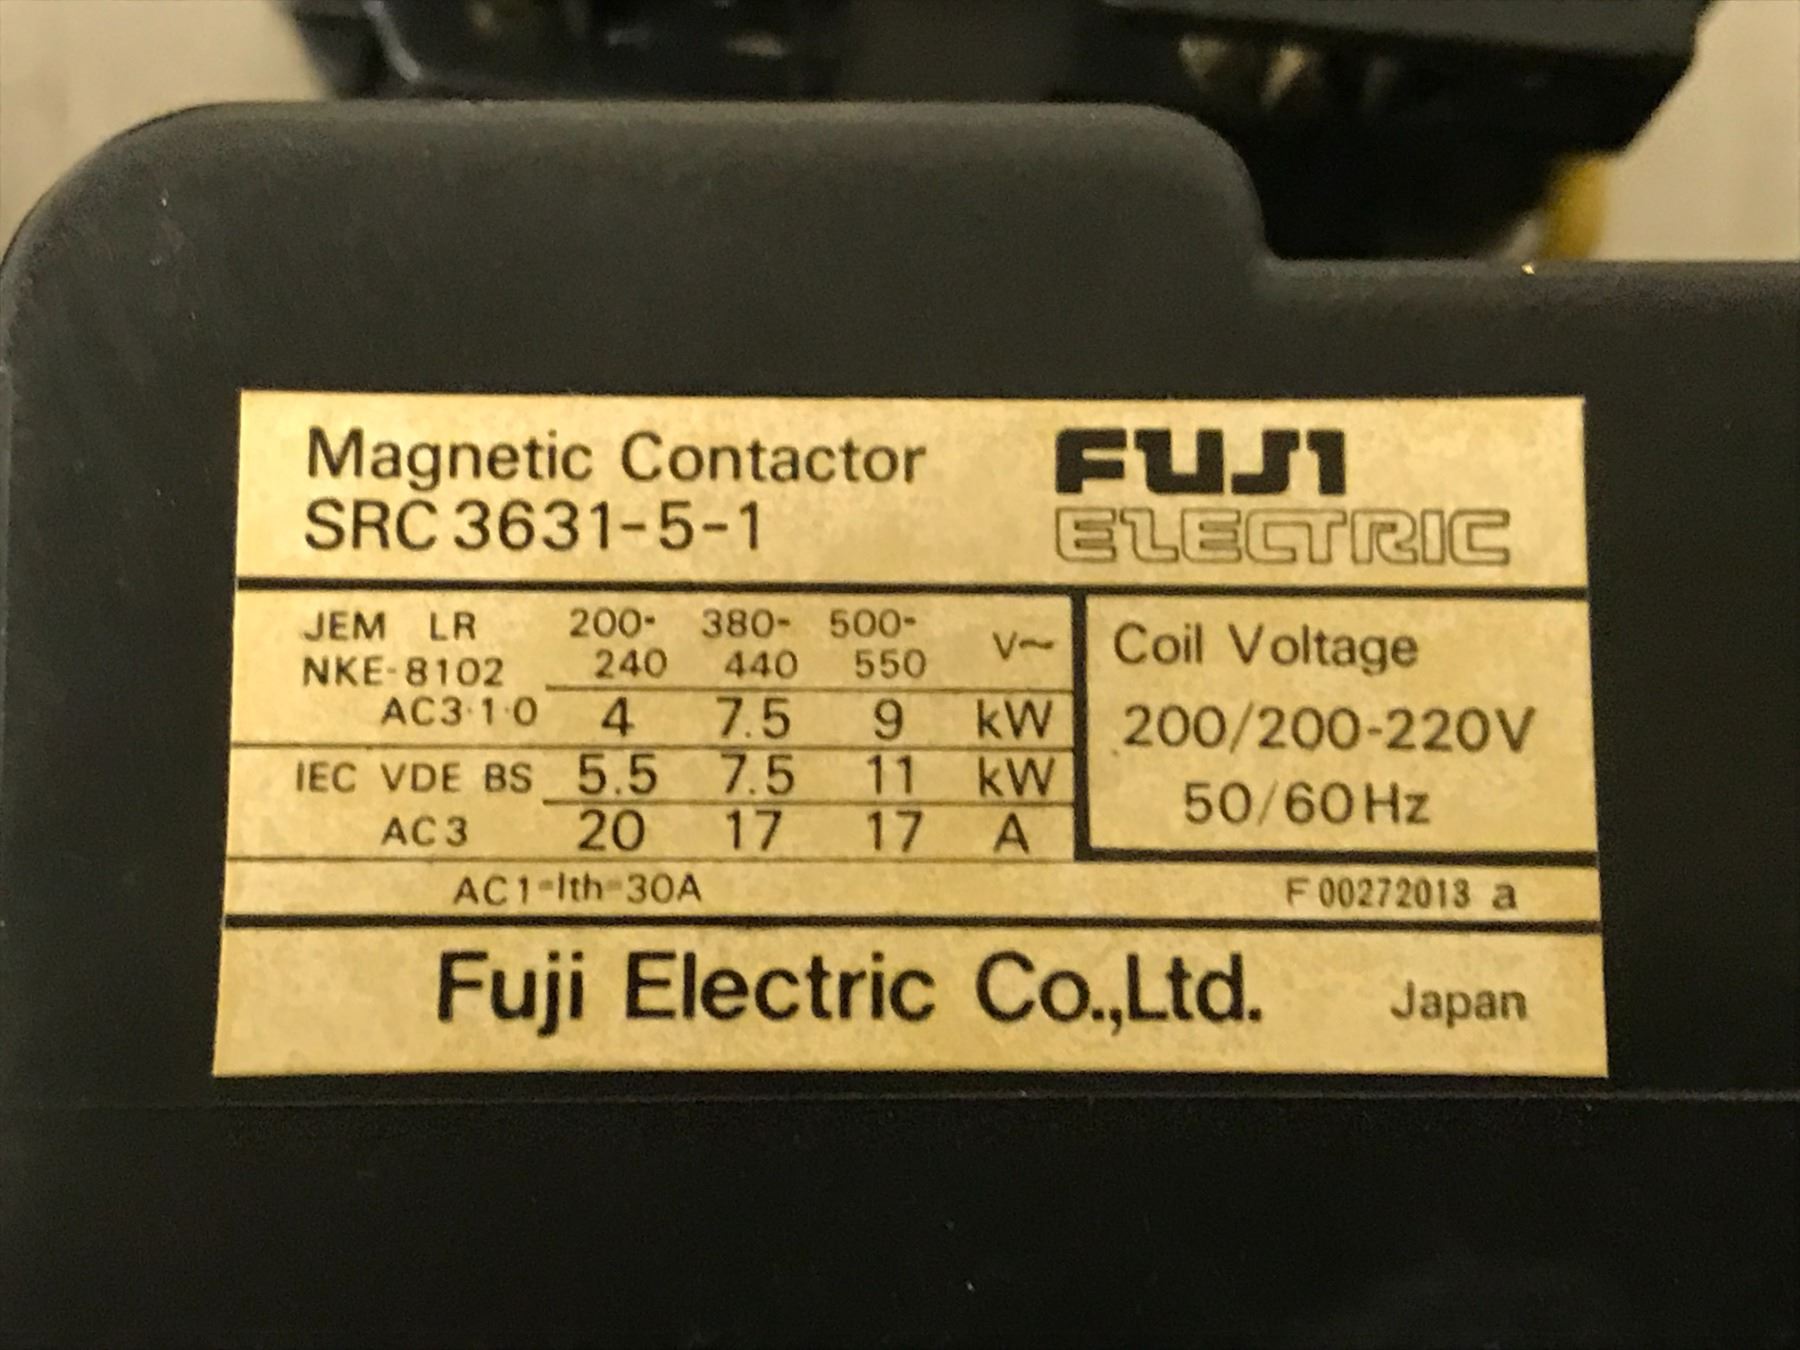 Magnetic Contactor
SRC 3631-5-1
FUJI
ELECTRIC
JEM LR 200- 380- 500- V~
NKE-8102 240 440 550
AC3·1·0 4 7.5 9 kW
IEC VDE BS 5.5 7.5 11 kW
AC3 20 17 17 A
Coil Voltage
200/200-220V
50/60Hz
AC1-Ith-30A F00272013 a
Fuji Electric Co.,Ltd. Japan